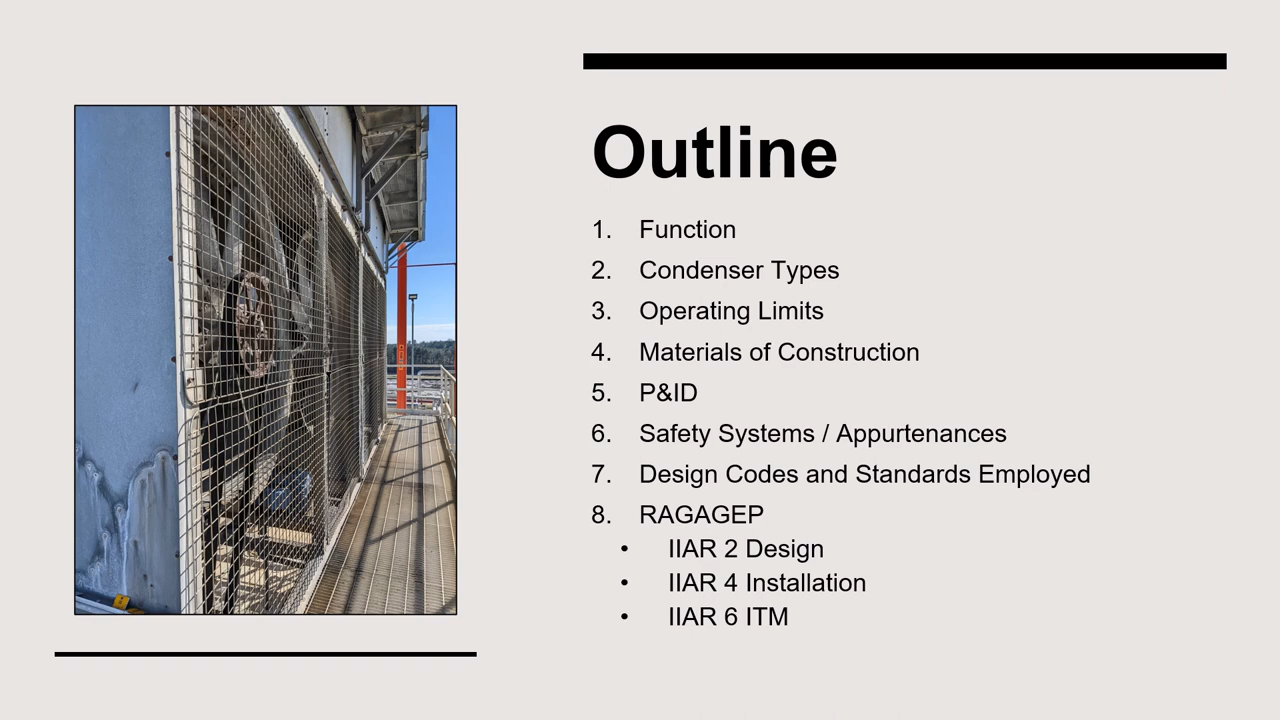 Outline
1. Function
2. Condenser Types
3. Operating Limits
4. Materials of Construction
5. P&ID
6. Safety Systems / Appurtenances
7. Design Codes and Standards Employed
8. RAGAGEP
• IIAR 2 Design
• IIAR 4 Installation
• IIAR 6 ITM